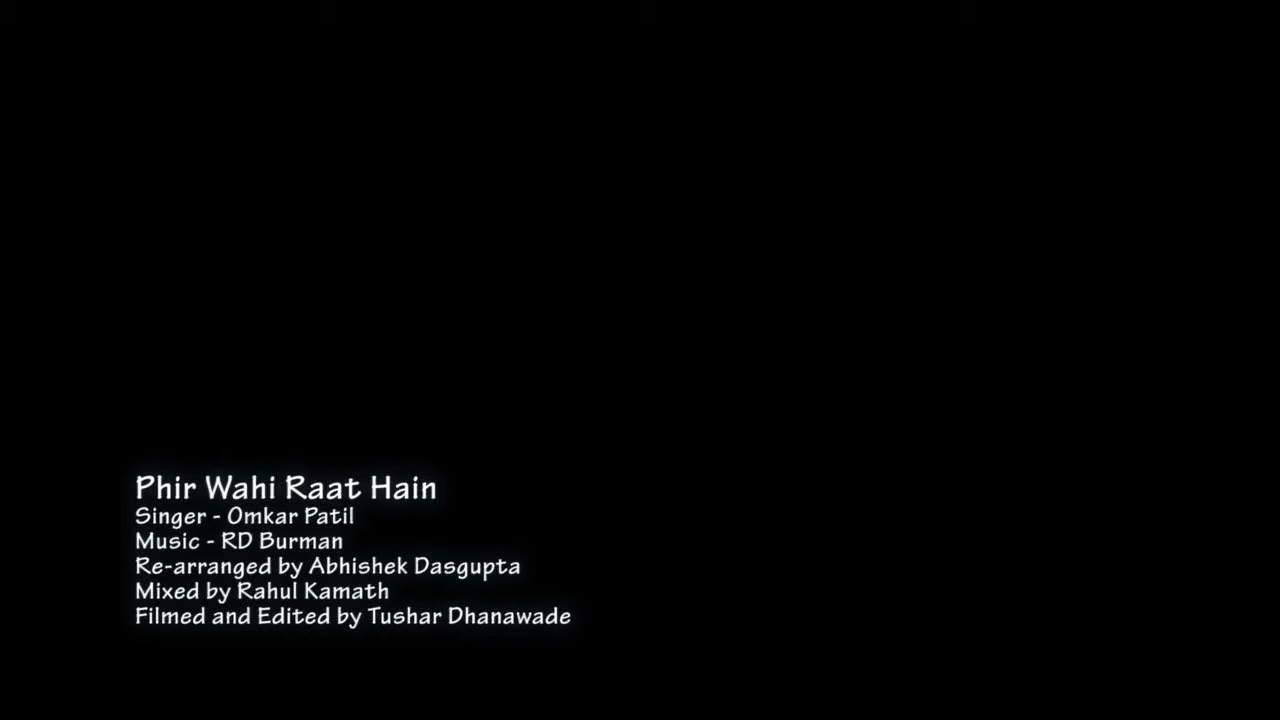 Phir Wahi Raat Hain
Singer - Omkar Patil
Music - RD Burman
Re-arranged by Abhishek Dasgupta
Mixed by Rahul Kamath
Filmed and Edited by Tushar Dhanawade